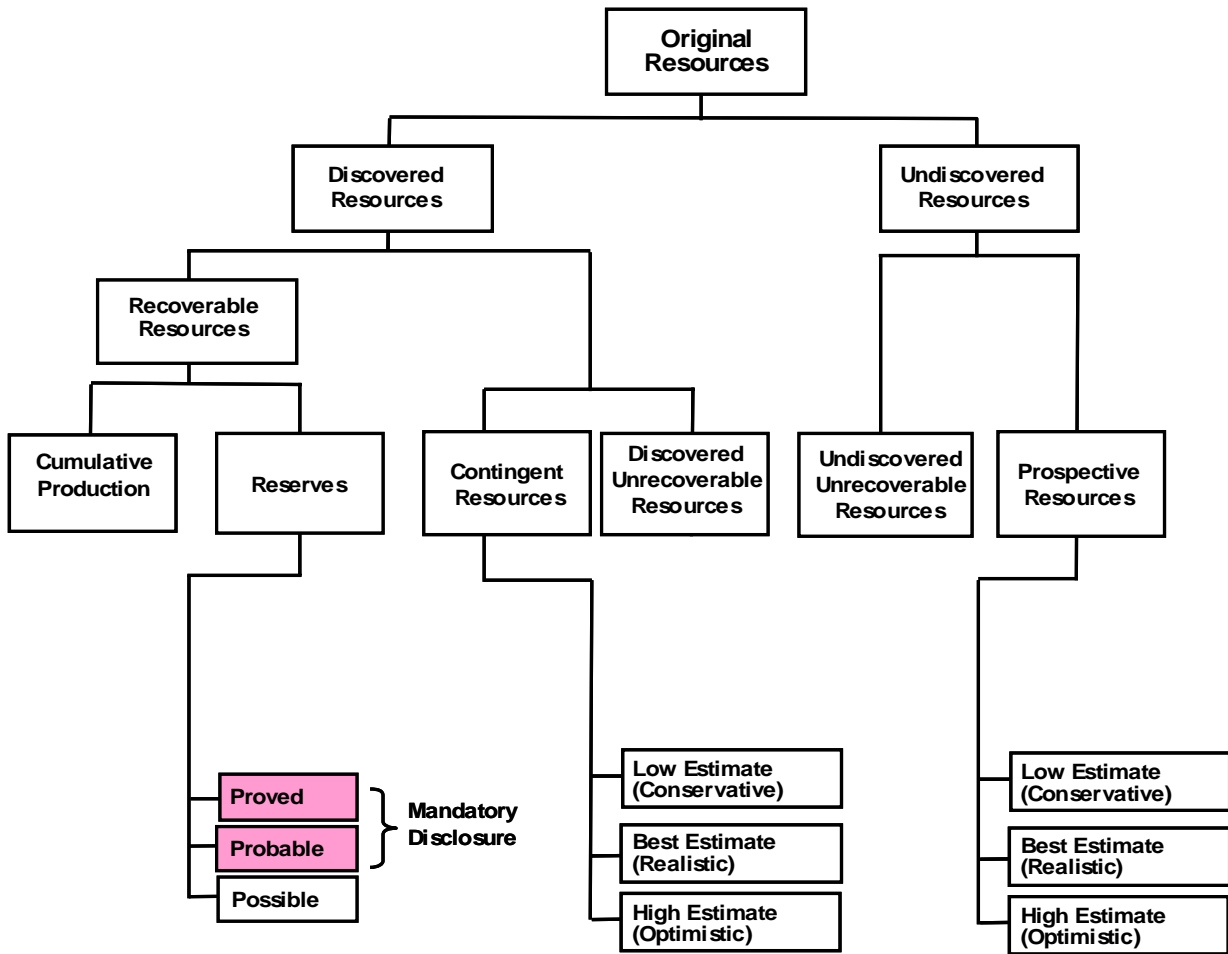 Original
Resources
Discovered
Resources
Undiscovered
Resources
Recoverable
Resources
Cumulative
Production
Reserves
Contingent
Resources
Discovered
Unrecoverable
Resources
Undiscovered
Unrecoverable
Resources
Prospective
Resources
Proved
Probable
Possible
Mandatory
Disclosure
Low Estimate
(Conservative)
Best Estimate
(Realistic)
High Estimate
(Optimistic)
Low Estimate
(Conservative)
Best Estimate
(Realistic)
High Estimate
(Optimistic)